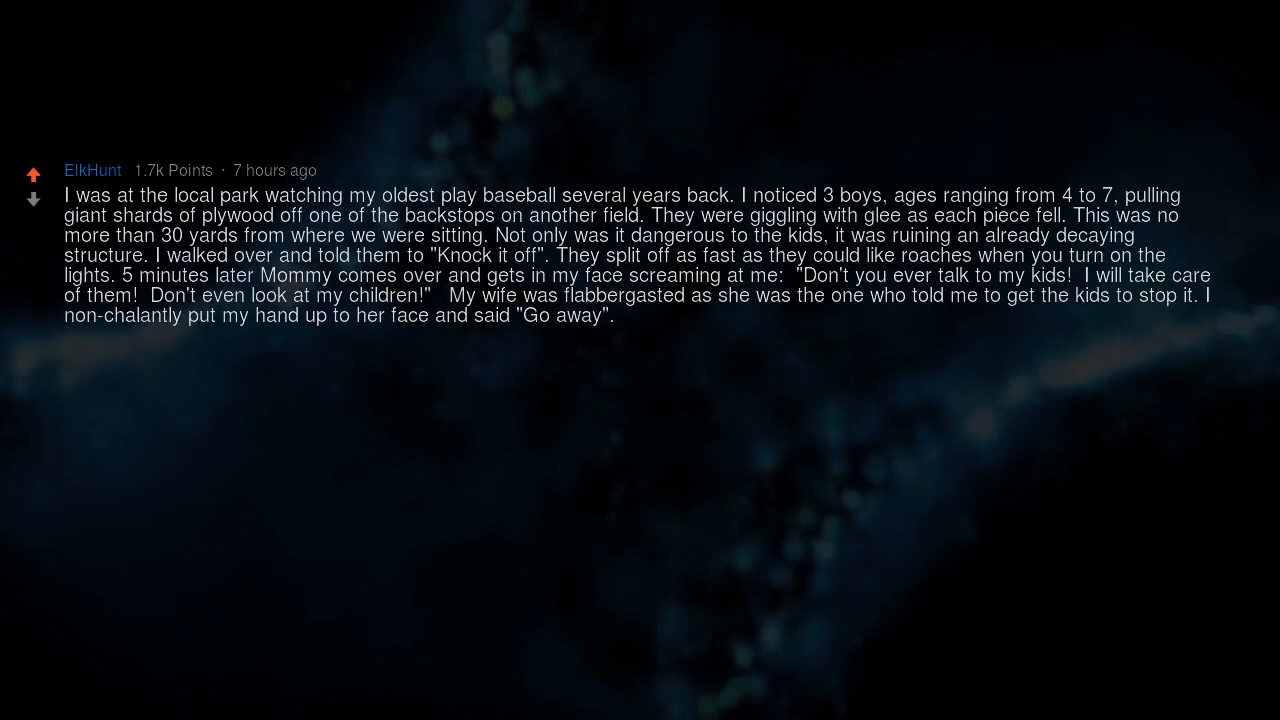 ElkHunt 1.7k Points · 7 hours ago
I was at the local park watching my oldest play baseball several years back. I noticed 3 boys, ages ranging from 4 to 7, pulling
giant shards of plywood off one of the backstops on another field. They were giggling with glee as each piece fell. This was no
more than 30 yards from where we were sitting. Not only was it dangerous to the kids, it was ruining an already decaying
structure. I walked over and told them to "Knock it off". They split off as fast as they could like roaches when you turn on the
lights. 5 minutes later Mommy comes over and gets in my face screaming at me:  "Don't you ever talk to my kids!  I will take care
of them!  Don't even look at my children!"   My wife was flabbergasted as she was the one who told me to get the kids to stop it. I
non-chalantly put my hand up to her face and said "Go away".